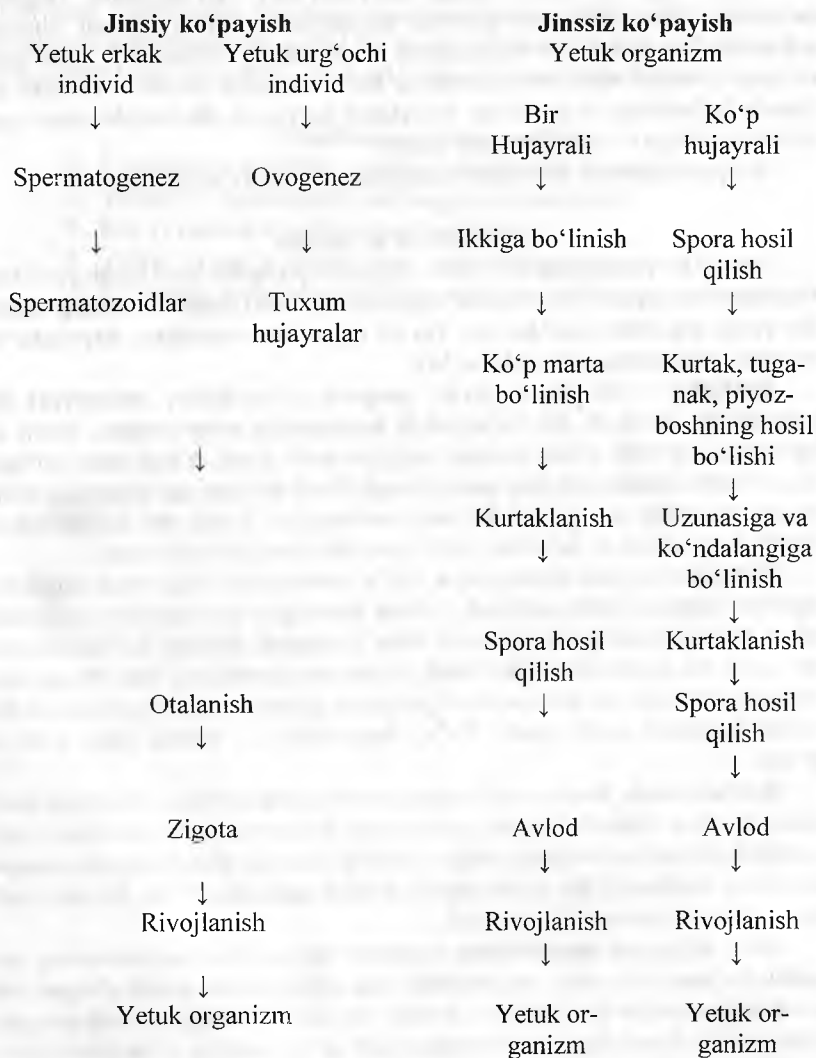 Jinsiy ko‘payish
Yetuk erkak individ
↓
Spermatogenez
↓
Spermatozoidlar
Yetuk urg‘ochi individ
↓
Ovogenez
↓
Tuxum hujayralar
↓
Otalanish
↓
Zigota
↓
Rivojlanish
↓
Yetuk organizm
Jinssiz ko‘payish
Yetuk organizm
Bir
Hujayrali
↓
Ikkiga bo‘linish
↓
Ko‘p marta
bo‘linish
↓
Kurtaklanish
↓
Spora hosil
qilish
↓
Avlod
↓
Rivojlanish
↓
Yetuk or-
ganizm
Ko‘p
hujayrali
↓
Spora hosil
qilish
↓
Kurtak, tuga-
nak, piyoz-
boshning hosil
bo‘lishi
↓
Uzunasiga va
ko‘ndalangiga
bo‘linish
↓
Kurtaklanish
↓
Spora hosil
qilish
↓
Avlod
↓
Rivojlanish
↓
Yetuk or-
ganizm